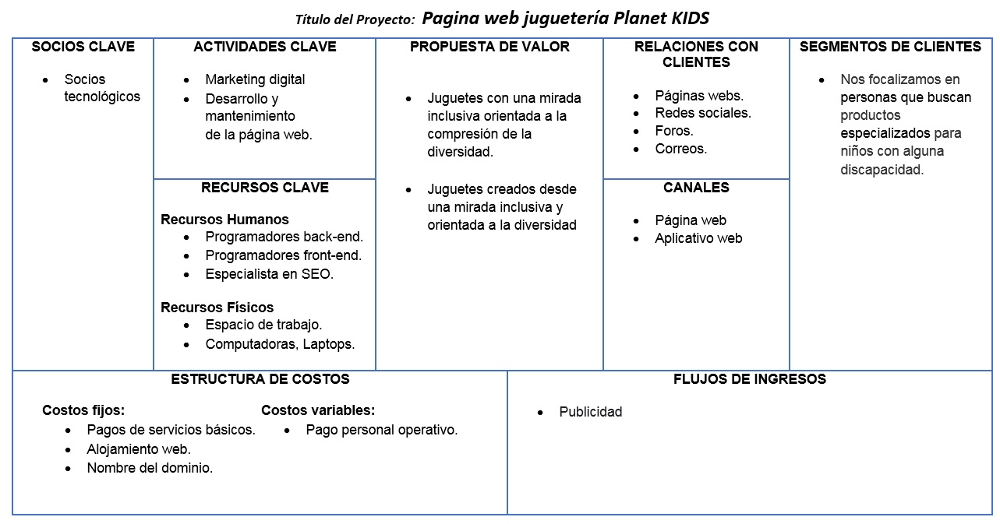 Título del Proyecto: Pagina web juguetería Planet KIDS
SOCIOS CLAVE
• Socios
tecnológicos
ACTIVIDADES CLAVE
• Marketing digital
• Desarrollo y
mantenimiento
de la página web.
RECURSOS CLAVE
Recursos Humanos
• Programadores back-end.
• Programadores front-end.
• Especialista en SEO.
Recursos Físicos
• Espacio de trabajo.
• Computadoras, Laptops.
PROPUESTA DE VALOR
• Juguetes con una mirada
inclusiva orientada a la
compresión de la
diversidad.
• Juguetes creados desde
una mirada inclusiva y
orientada a la diversidad
RELACIONES CON
CLIENTES
• Páginas webs.
• Redes sociales.
• Foros.
• Correos.
CANALES
• Página web
• Aplicativo web
SEGMENTOS DE CLIENTES
• Nos focalizamos en
personas que buscan
productos
especializados para
niños con alguna
discapacidad.
ESTRUCTURA DE COSTOS
Costos fijos:
• Pagos de servicios básicos.
• Alojamiento web.
• Nombre del dominio.
Costos variables:
• Pago personal operativo.
FLUJOS DE INGRESOS
• Publicidad